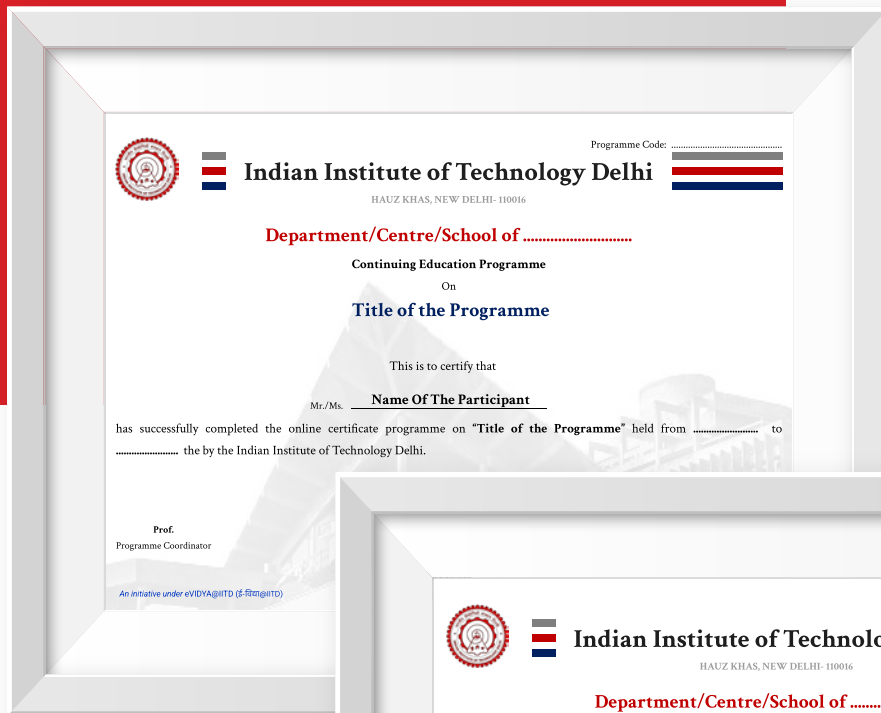 Programme Code: ......................................
Indian Institute of Technology Delhi
HAUZ KHAS, NEW DELHI- 110016
Department/Centre/School of ............................
Continuing Education Programme
On
Title of the Programme
This is to certify that
Mr./Ms. Name Of The Participant
has successfully completed the online certificate programme on “Title of the Programme” held from ........................ to
....................... the by the Indian Institute of Technology Delhi.
Prof.
Programme Coordinator
An initiative under eVIDYA@IITD (ई-विद्या@IITD)
Indian Institute of Technolo
HAUZ KHAS, NEW DELHI- 110016
Department/Centre/School of ........